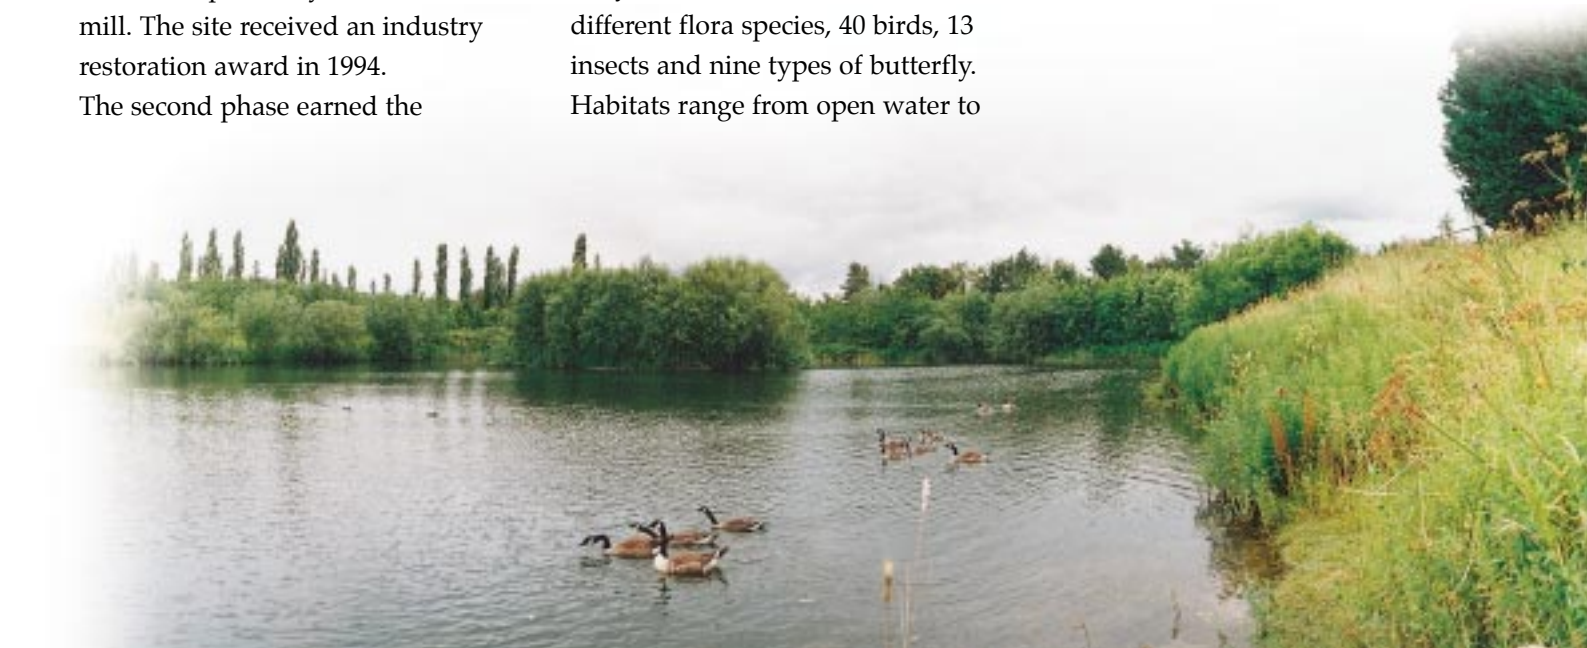 mill. The site received an industry
restoration award in 1994.
The second phase earned the
different flora species, 40 birds, 13
insects and nine types of butterfly.
Habitats range from open water to